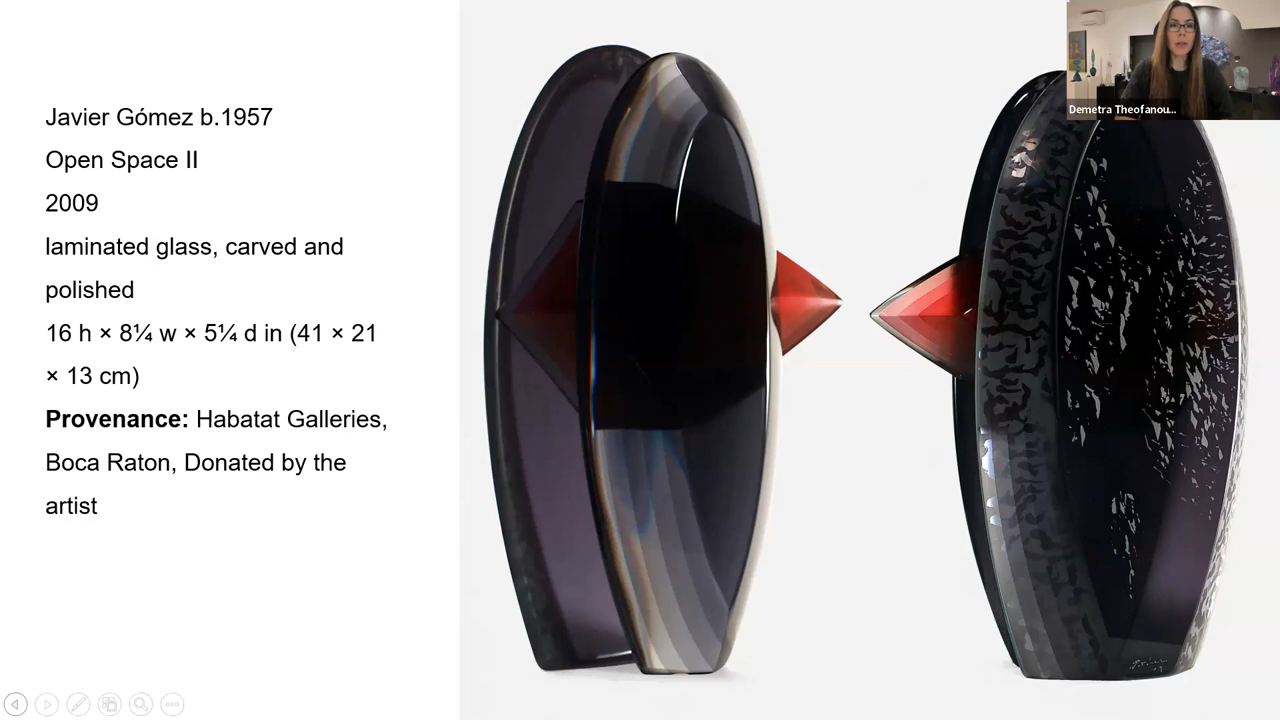 Javier Gómez b.1957
Open Space II
2009
laminated glass, carved and
polished
16 h × 8¼ w × 5¼ d in (41 × 21
× 13 cm)
Provenance: Habatat Galleries,
Boca Raton, Donated by the
artist
Demetra Theofanou...